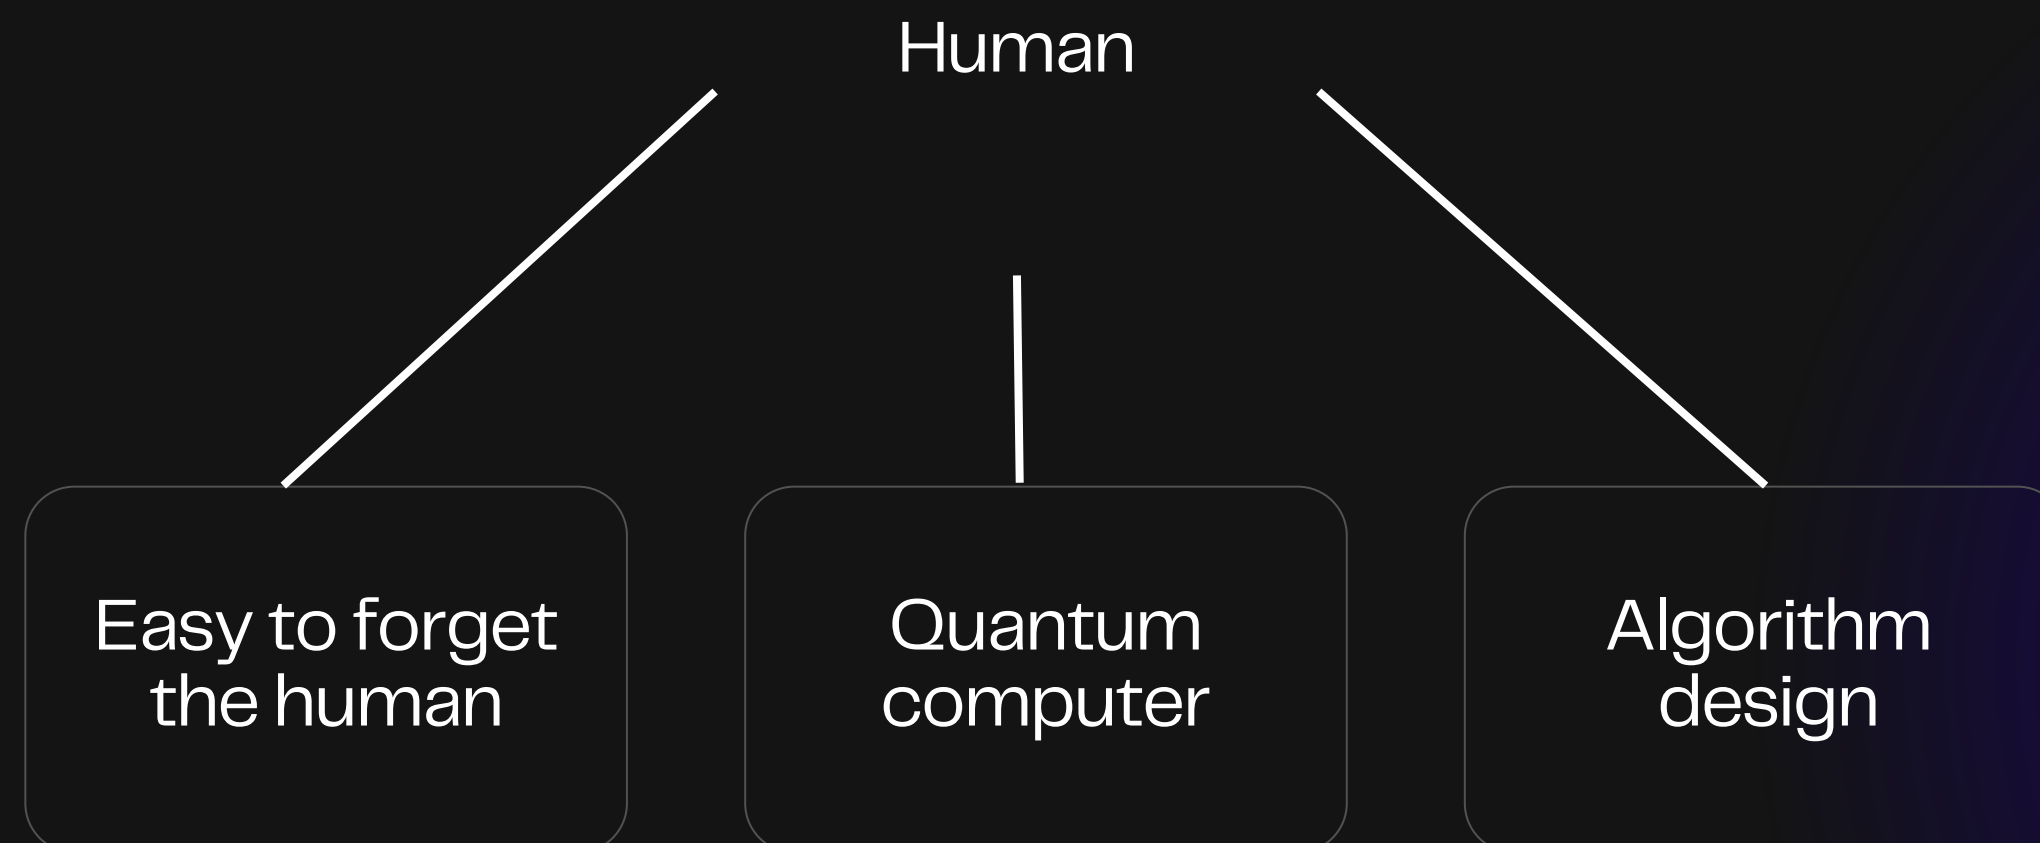 Human
Easy to forget
the human
Quantum
computer
Algorithm
design